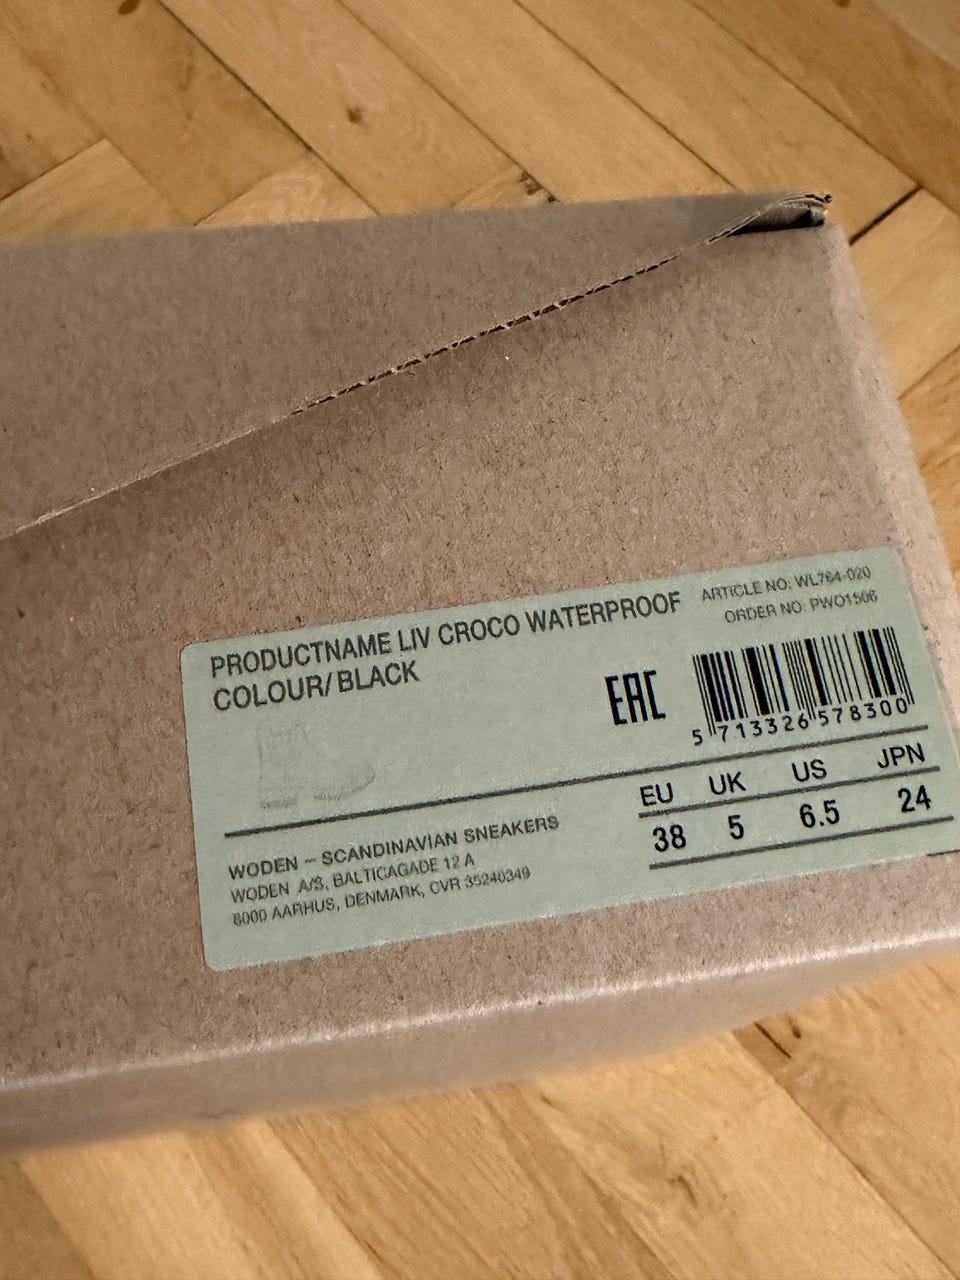 PRODUCTNAME LIV CROCO WATERPROOF
COLOUR/BLACK
ARTICLE NO: WL764-020
ORDER NO: PWO1506
EAC
5 713326 578300
EU UK US JPN
38 5 6.5 24
WODEN ~ SCANDINAVIAN SNEAKERS
WODEN A/S, BALTICAGADE 12 A
8000 AARHUS, DENMARK, CVR 35240349